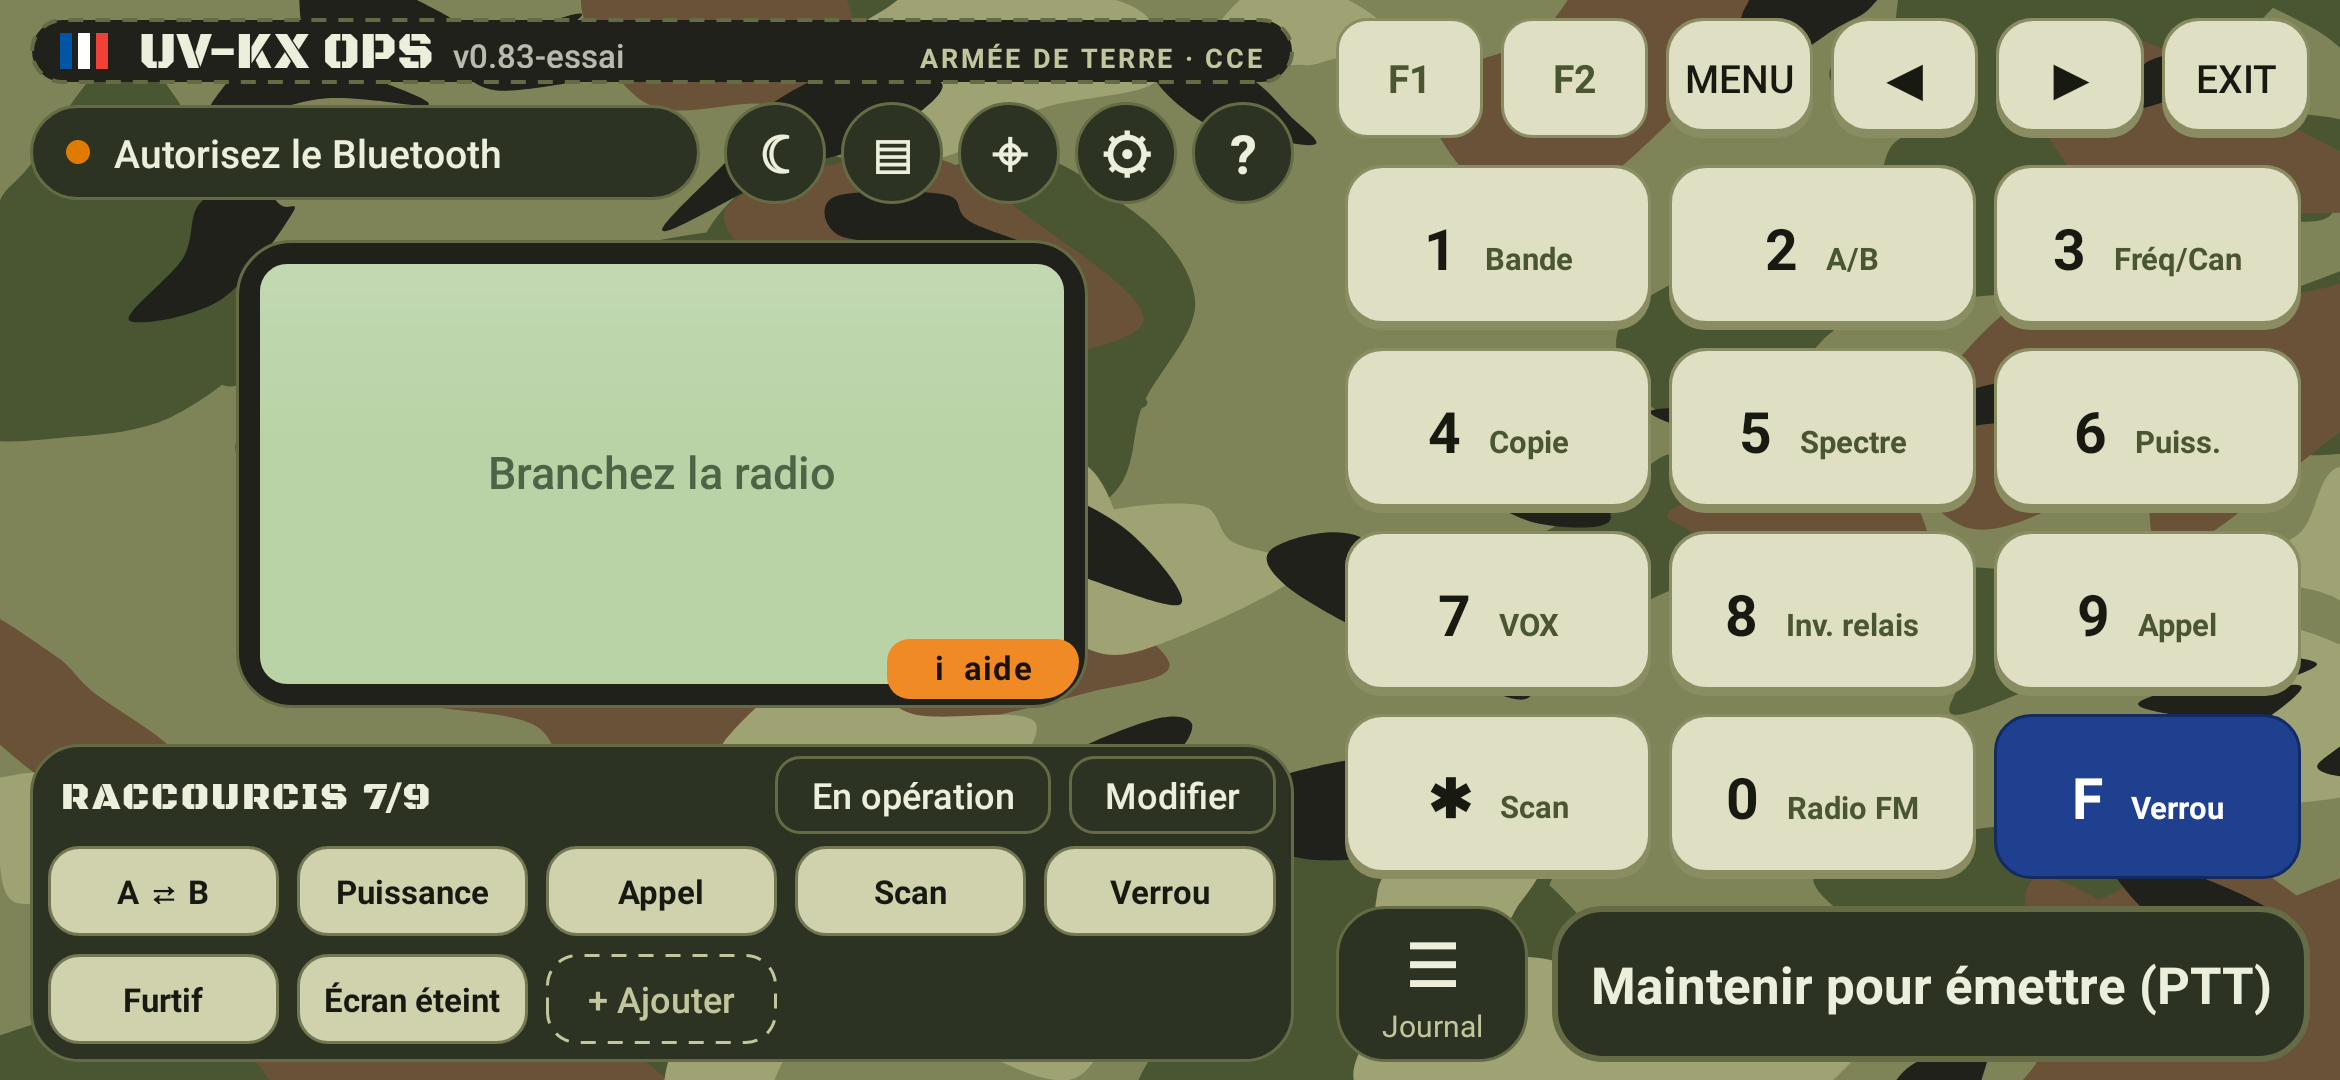 UV-KX OPS v0.83-essai
ARMÉE DE TERRE · CCE
Autorisez le Bluetooth
?
Branchez la radio
i aide
RACCOURCIS 7/9
En opération
Modifier
A ⇄ B
Puissance
Appel
Scan
Verrou
Furtif
Écran éteint
+ Ajouter
F1
F2
MENU
◀
▶
EXIT
1 Bande
2 A/B
3 Fréq/Can
4 Copie
5 Spectre
6 Puiss.
7 VOX
8 Inv. relais
9 Appel
✱ Scan
0 Radio FM
F Verrou
Journal
Maintenir pour émettre (PTT)